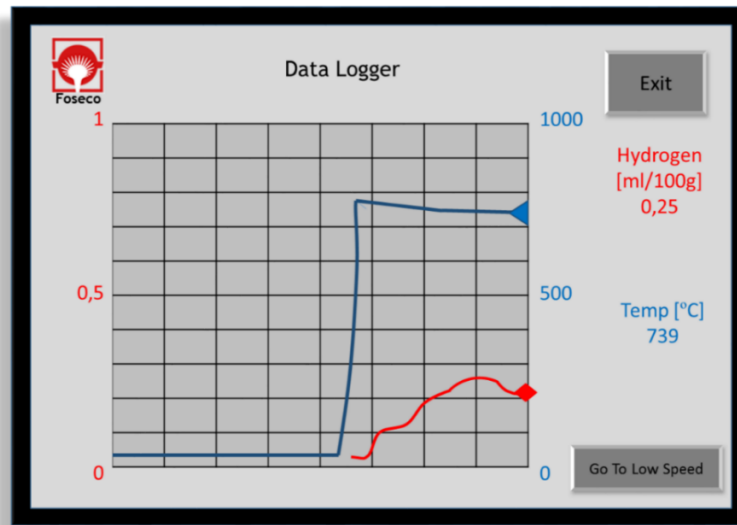 Data Logger
Foseco
Exit
1
1000
Hydrogen
[ml/100g]
0,25
0,5
500
Temp [°C]
739
0
0
Go To Low Speed